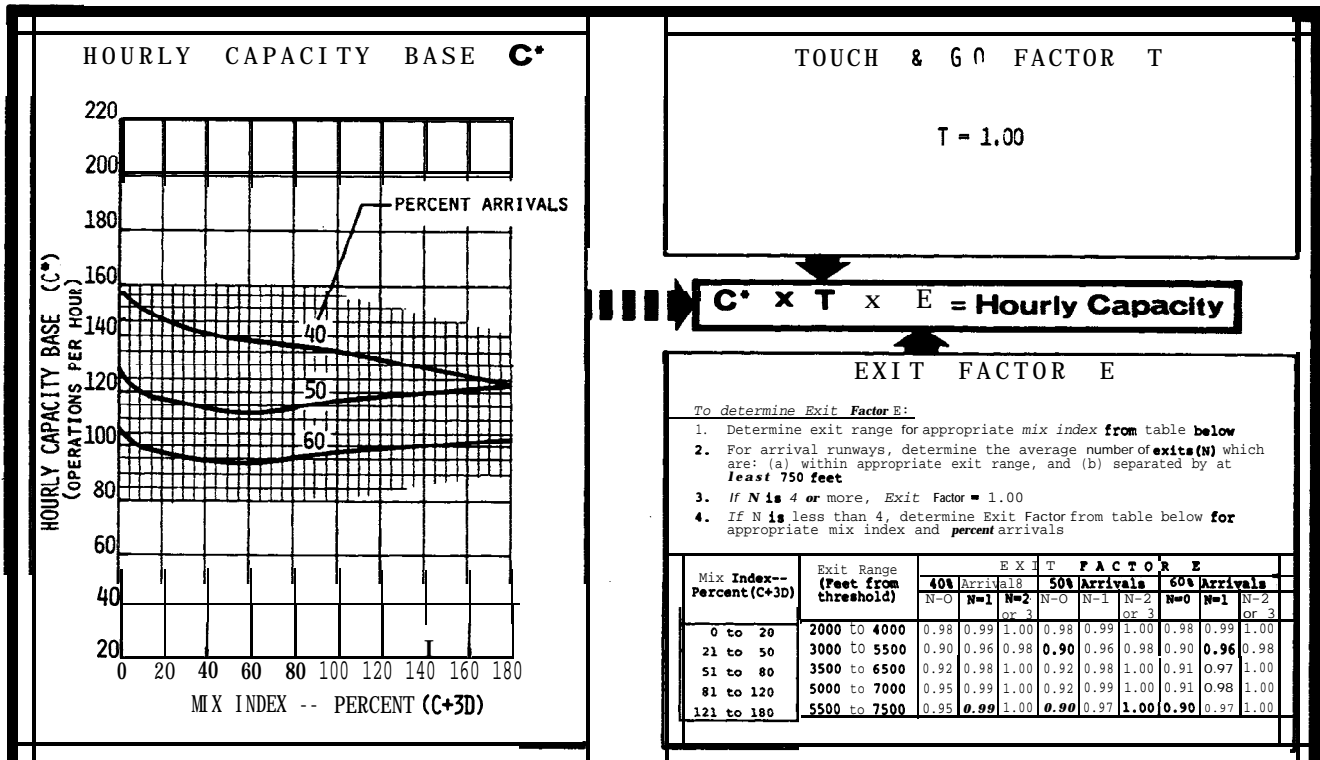 HOURLY CAPACITY BASE C*
220
200
180
160
140
120
100
80
60
40
20
HOURLY CAPACITY BASE (C*)
(OPERATIONS PER HOUR)
PERCENT ARRIVALS
40
50
60
0 20 40 60 80 100 120 140 160 180
MIX INDEX -- PERCENT (C+3D)
TOUCH & GO FACTOR T
T = 1.00
C* x T x E = Hourly Capacity
EXIT FACTOR E
To determine Exit Factor E:
1. Determine exit range for appropriate mix index from table below
2. For arrival runways, determine the average number of exits(N) which
are: (a) within appropriate exit range, and (b) separated by at
least 750 feet
3. If N is 4 or more, Exit Factor = 1.00
4. If N is less than 4, determine Exit Factor from table below for
appropriate mix index and percent arrivals
Mix Index--
Percent(C+3D)
Exit Range
(Feet from
threshold)
EXIT FACTOR E
40% Arrival8 50% Arrivals 60% Arrivals
N-O N=1 N=2 or 3 N-O N-1 N-2 or 3 N=0 N=1 N-2 or 3
0 to 20 2000 to 4000 0.98 0.99 1.00 0.98 0.99 1.00 0.98 0.99 1.00
21 to 50 3000 to 5500 0.90 0.96 0.98 0.90 0.96 0.98 0.90 0.96 0.98
51 to 80 3500 to 6500 0.92 0.98 1.00 0.92 0.98 1.00 0.91 0.97 1.00
81 to 120 5000 to 7000 0.95 0.99 1.00 0.92 0.99 1.00 0.91 0.98 1.00
121 to 180 5500 to 7500 0.95 0.99 1.00 0.90 0.97 1.00 0.90 0.97 1.00